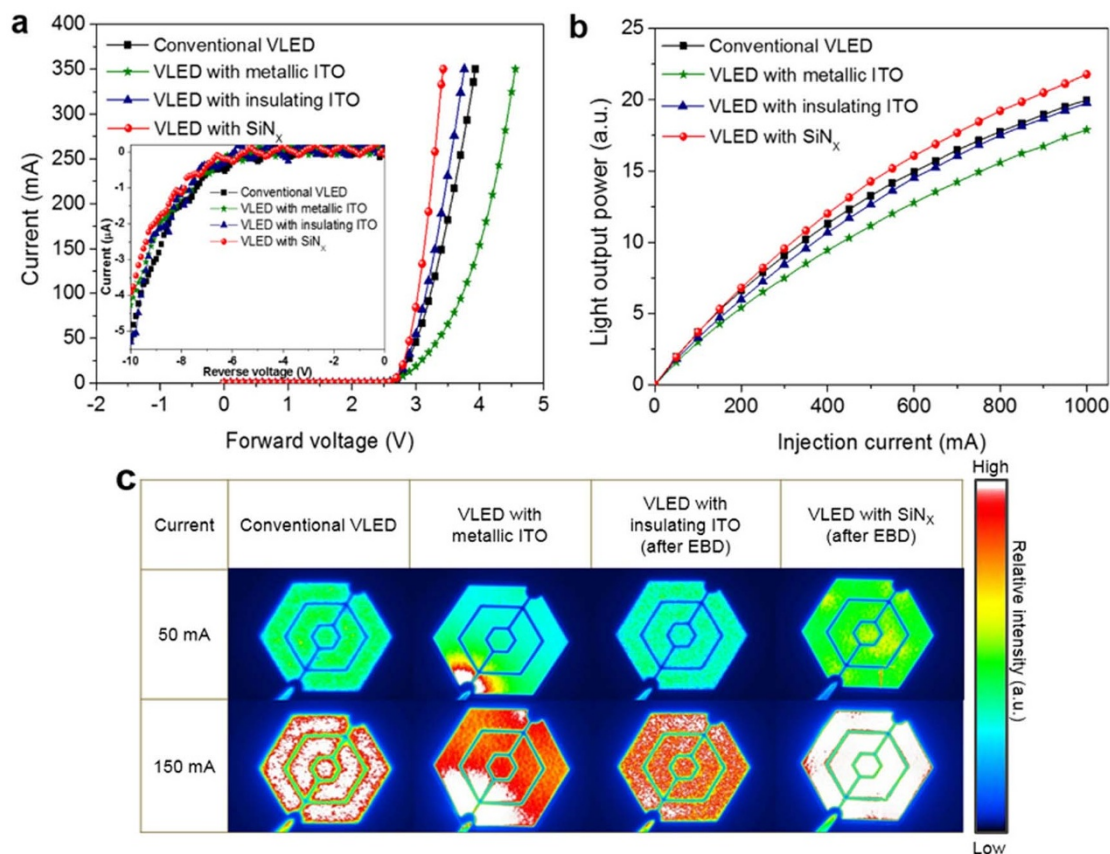 a
400
350
300
250
200
150
100
50
0
Current (mA)
-2
-1
0
1
2
3
4
5
Forward voltage (V)
Conventional VLED
VLED with metallic ITO
VLED with insulating ITO
VLED with SiNX
0
-1
-2
-3
-4
-5
Current (μA)
-10
-8
-6
-4
-2
0
Reverse voltage (V)
Conventional VLED
VLED with metallic ITO
VLED with insulating ITO
VLED with SiNX
b
25
20
15
10
5
0
Light output power (a.u.)
0
200
400
600
800
1000
Injection current (mA)
Conventional VLED
VLED with metallic ITO
VLED with insulating ITO
VLED with SiNX
c
Current
Conventional VLED
VLED with
metallic ITO
VLED with
insulating ITO
(after EBD)
VLED with SiNX
(after EBD)
50 mA
150 mA
High
Relative intensity (a.u.)
Low